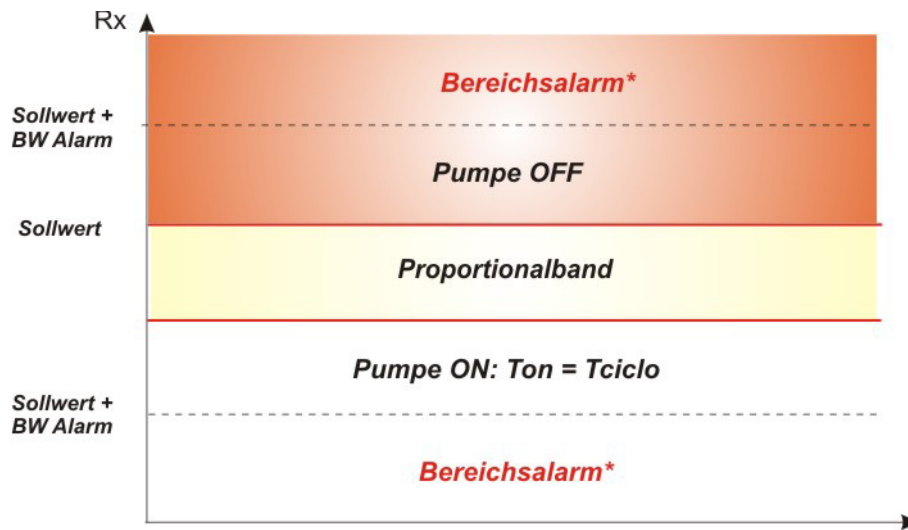 Rx
Bereichsalarm*
Sollwert +
BW Alarm
Pumpe OFF
Sollwert
Proportionalband
Pumpe ON: Ton = Tciclo
Sollwert +
BW Alarm
Bereichsalarm*